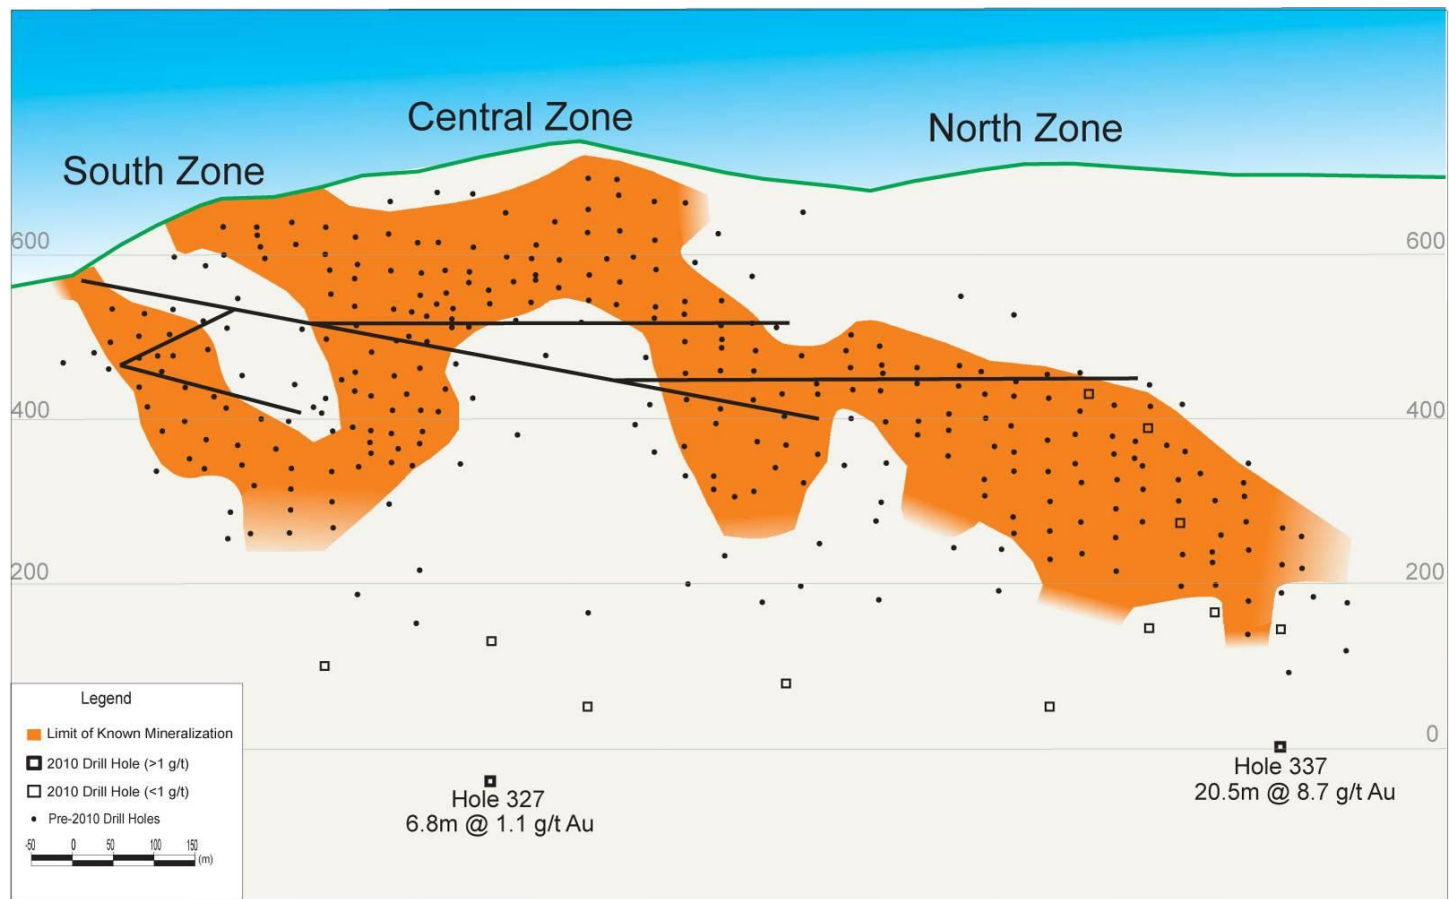 Central Zone
North Zone
South Zone
600
600
400
400
200
200
0
Legend
Limit of Known Mineralization
2010 Drill Hole (>1 g/t)
2010 Drill Hole (<1 g/t)
Pre-2010 Drill Holes
-50 0 50 100 150
(m)
Hole 327
6.8m @ 1.1 g/t Au
Hole 337
20.5m @ 8.7 g/t Au